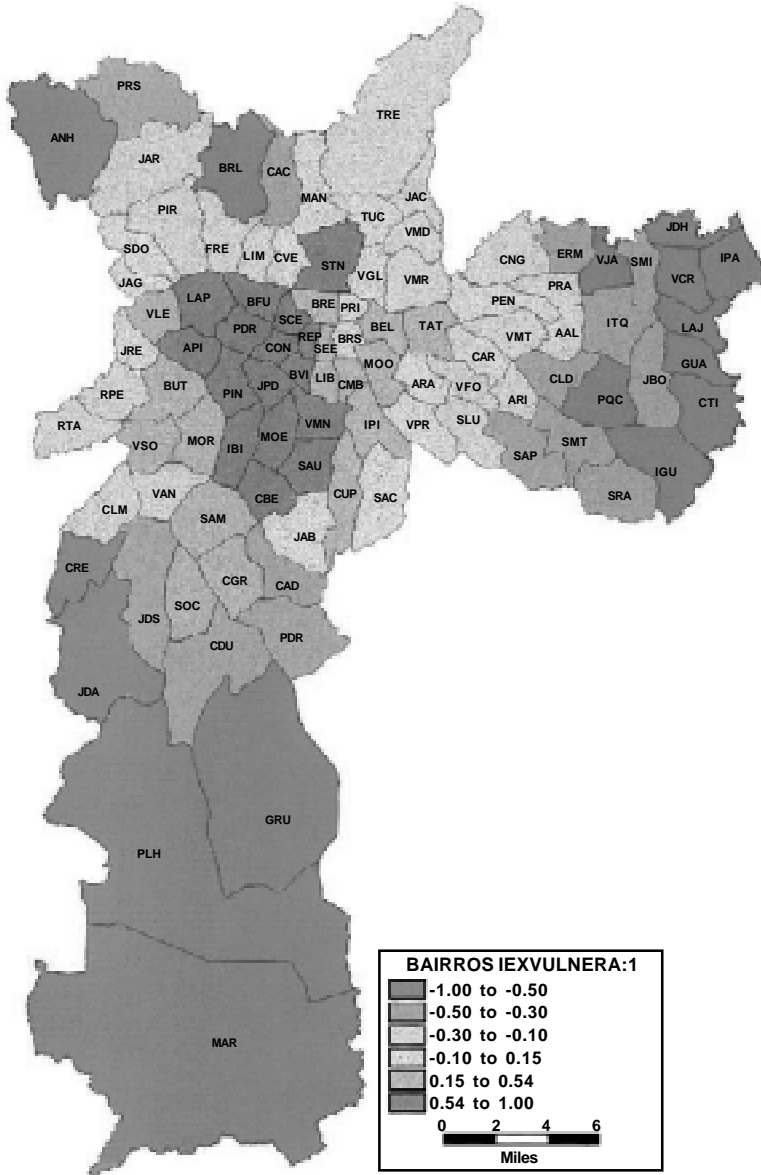 PRS
TRE
ANH
JAR
BRL
CAC
MAN
JAC
PIR
TUC
VMD
SDO
FRE
LIM
CVE
STN
VGL
VMR
CNG
ERM
VJA
SMI
JDH
IPA
VCR
JAG
LAP
BFU
BRE
PRI
PEN
PRA
VLE
PDR
SCE
REP
SEE
BRS
BEL
TAT
VMT
AAL
ITQ
LAJ
JRE
API
CON
MOO
CAR
GUA
BUT
PIN
JPD
BVI
LIB
CMB
ARA
VFO
ARI
CLD
PQC
JBO
CTI
RPE
RTA
VSO
MOR
IBI
MOE
VMN
IPI
VPR
SLU
SAP
SMT
SAU
IGU
VAN
CBE
CUP
SAC
SRA
CLM
SAM
JAB
CRE
CGR
CAD
JDS
SOC
CDU
PDR
JDA
GRU
PLH
MAR
BAIRROS IEXVULNERA:1
-1.00 to -0.50
-0.50 to -0.30
-0.30 to -0.10
-0.10 to 0.15
0.15 to 0.54
0.54 to 1.00
0 2 4 6
Miles